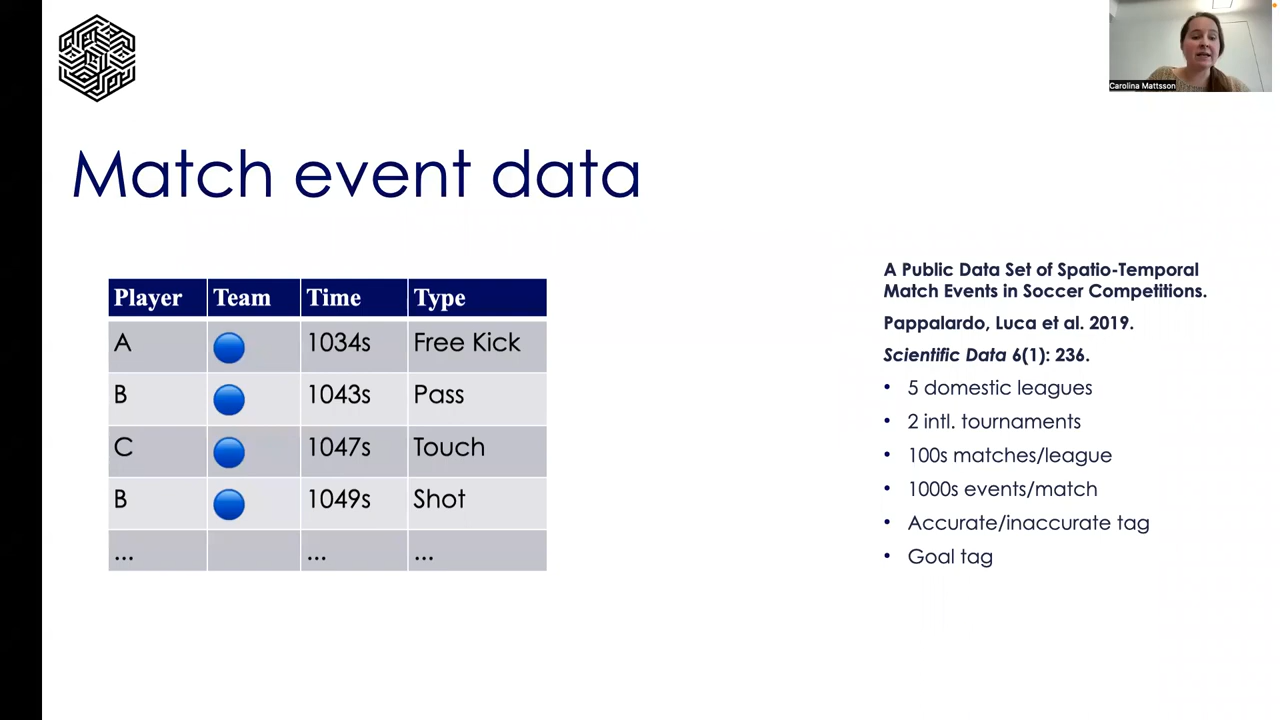 Carolina Mattsson
Match event data
Player Team Time Type
A 1034s Free Kick
B 1043s Pass
C 1047s Touch
B 1049s Shot
... ... ...
A Public Data Set of Spatio-Temporal
Match Events in Soccer Competitions.
Pappalardo, Luca et al. 2019.
Scientific Data 6(1): 236.
• 5 domestic leagues
• 2 intl. tournaments
• 100s matches/league
• 1000s events/match
• Accurate/inaccurate tag
• Goal tag